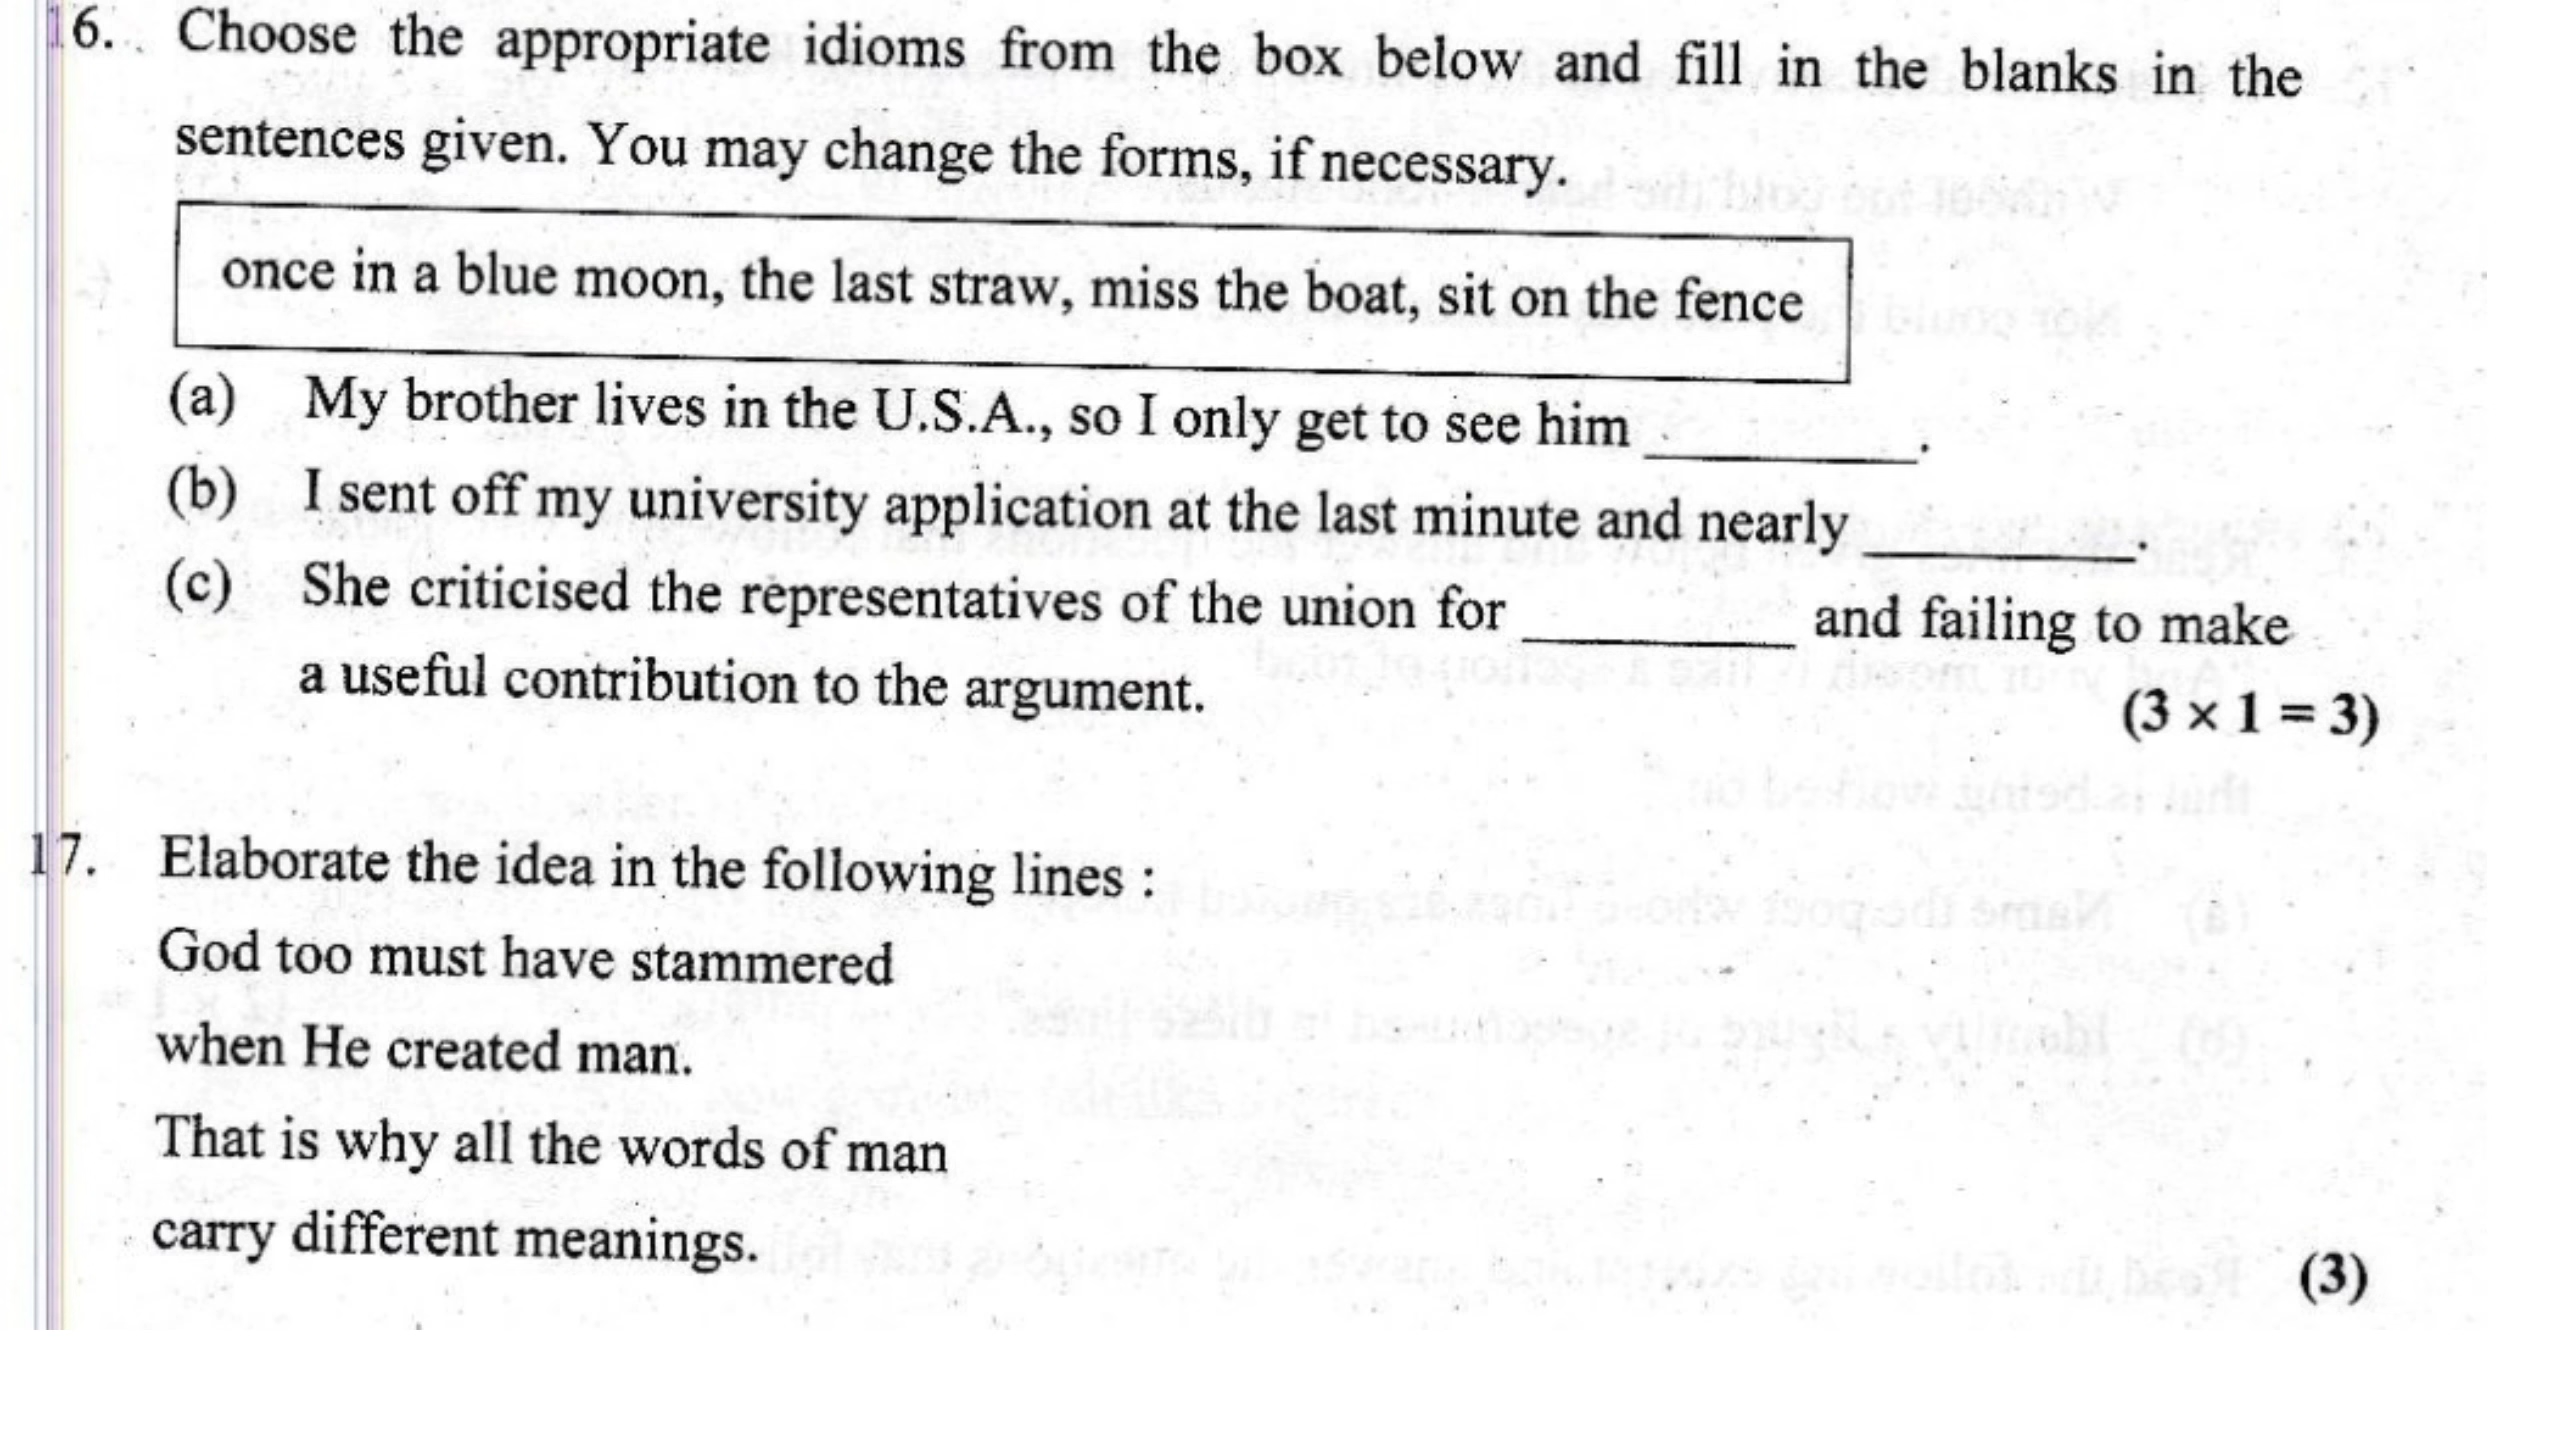 16. Choose the appropriate idioms from the box below and fill in the blanks in the
sentences given. You may change the forms, if necessary.
once in a blue moon, the last straw, miss the boat, sit on the fence
(a) My brother lives in the U.S.A., so I only get to see him ________.
(b) I sent off my university application at the last minute and nearly ________.
(c) She criticised the representatives of the union for ________ and failing to make
a useful contribution to the argument.
(3 × 1 = 3)
17. Elaborate the idea in the following lines :
God too must have stammered
when He created man.
That is why all the words of man
carry different meanings.
(3)